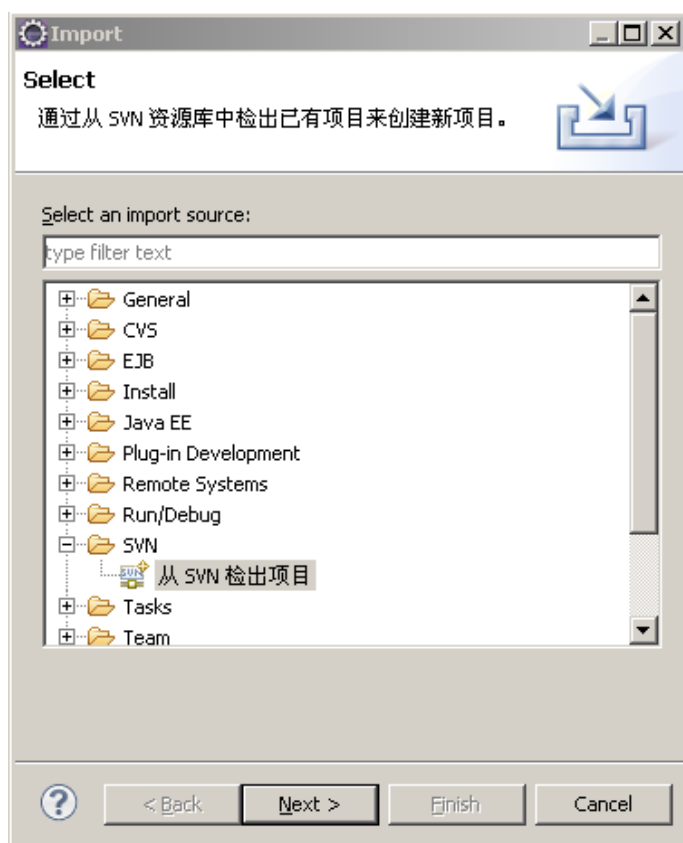 Import
Select
通过从 SVN 资源库中检出已有项目来创建新项目。
Select an import source:
type filter text
General
CVS
EJB
Install
Java EE
Plug-in Development
Remote Systems
Run/Debug
SVN
从 SVN 检出项目
Tasks
Team
< Back
Next >
Finish
Cancel